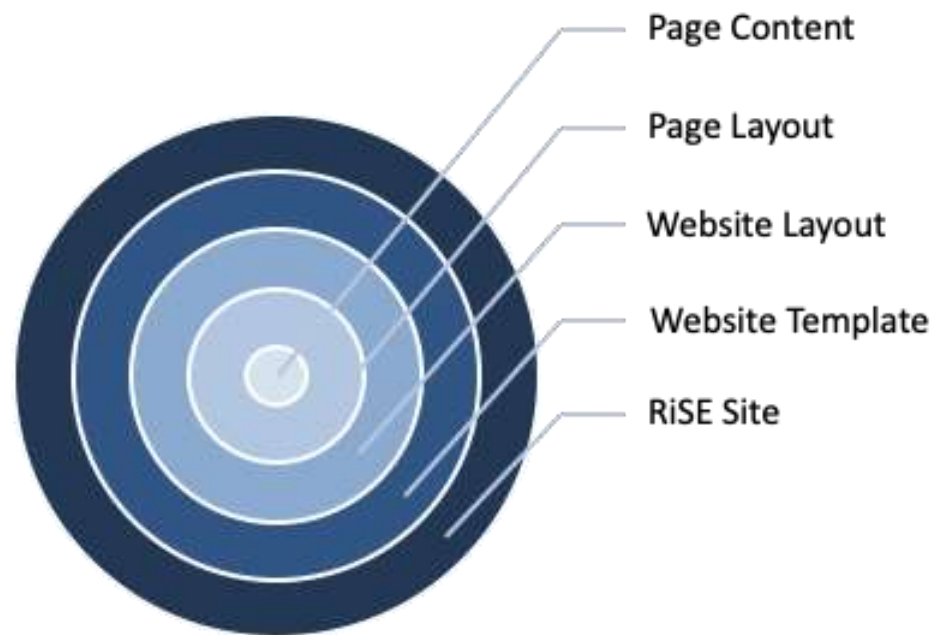 Page Content
Page Layout
Website Layout
Website Template
RiSE Site